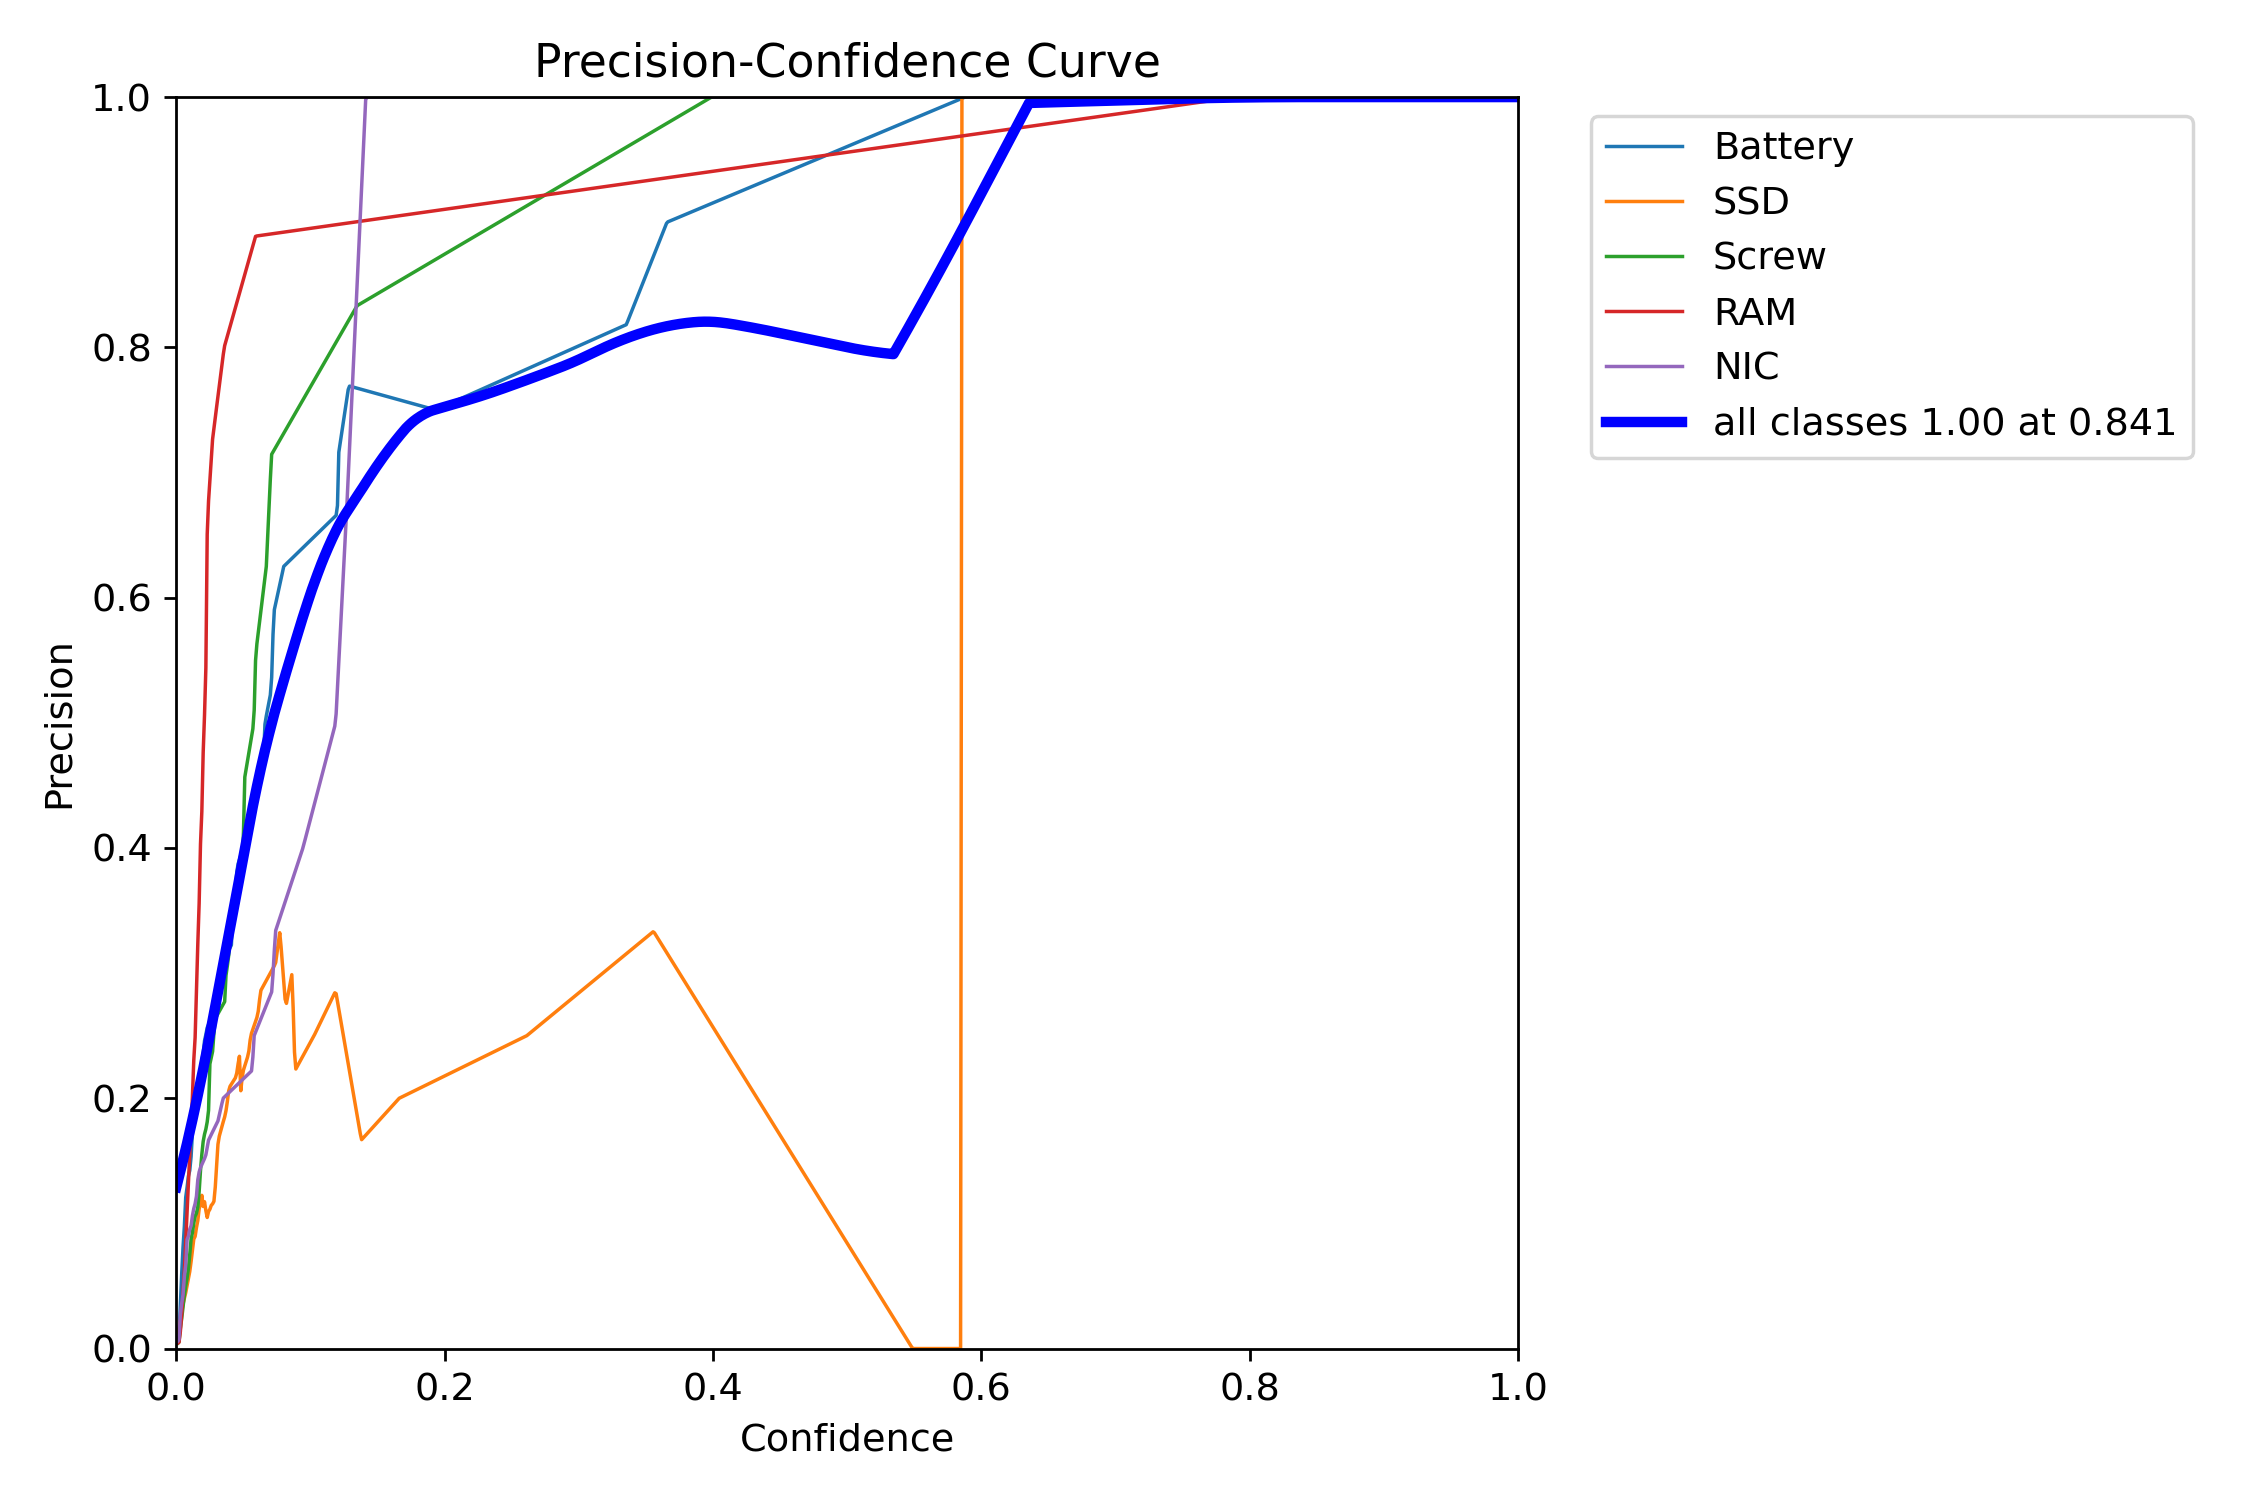 Precision-Confidence Curve
1.0
0.8
0.6
0.4
0.2
0.0
Precision
0.0 0.2 0.4 0.6 0.8 1.0
Confidence
Battery
SSD
Screw
RAM
NIC
all classes 1.00 at 0.841